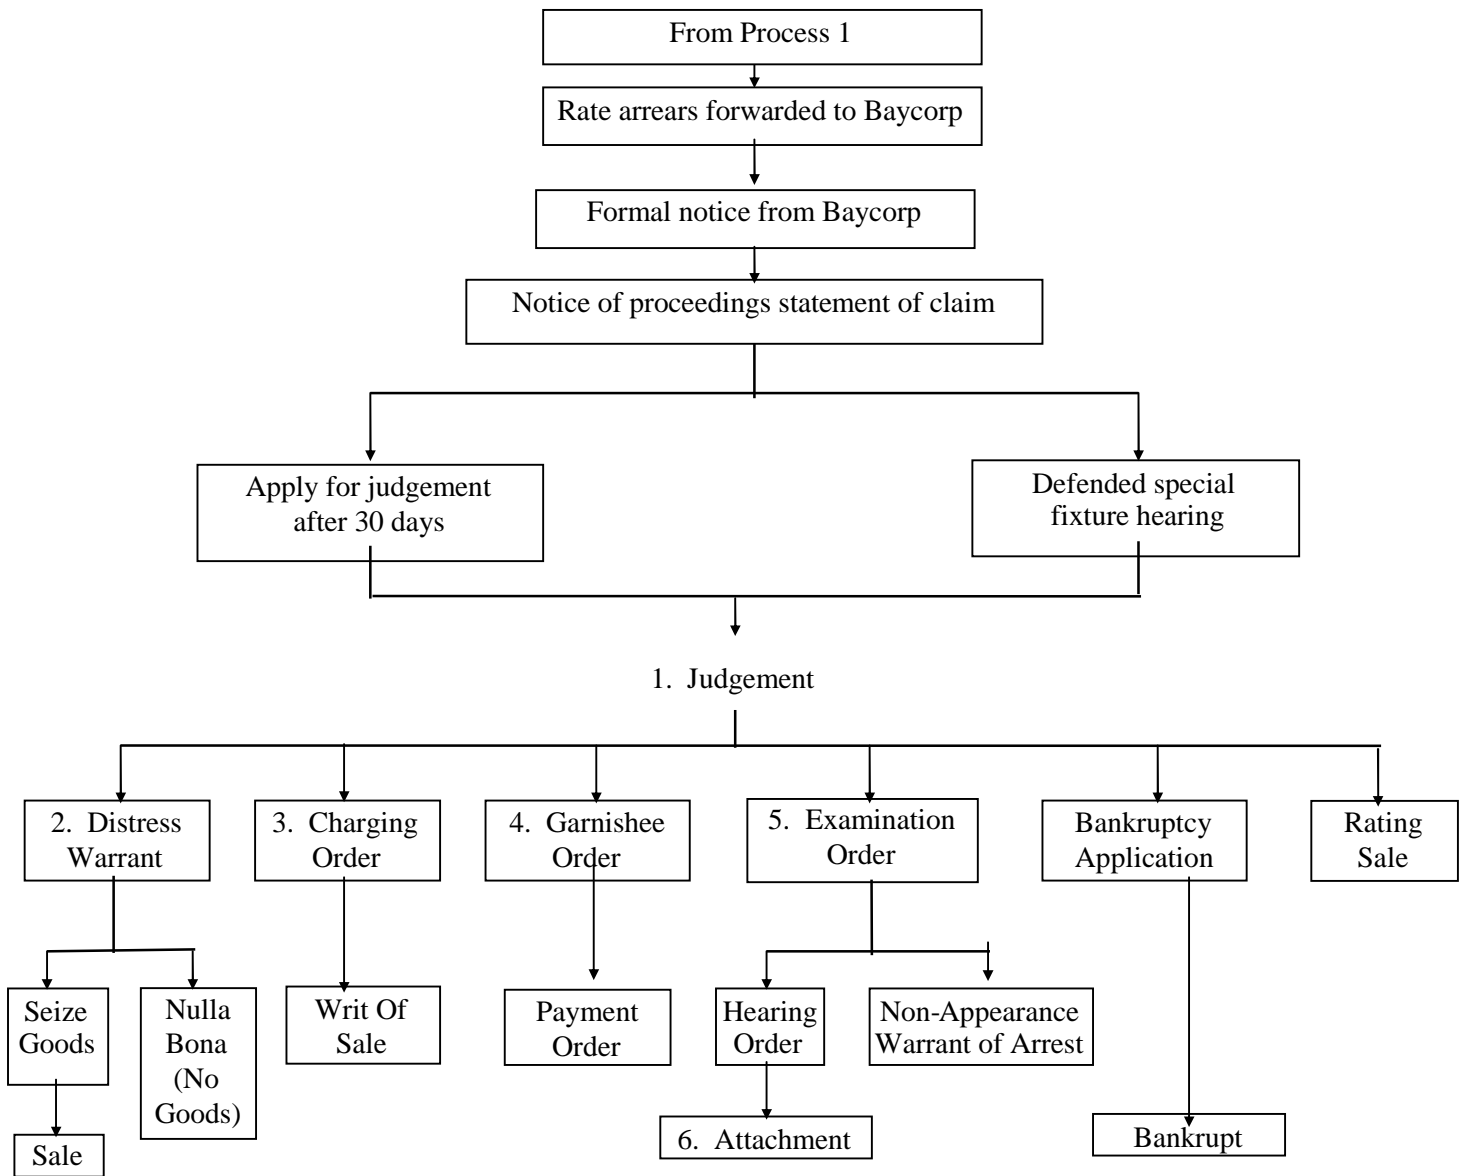 From Process 1
Rate arrears forwarded to Baycorp
Formal notice from Baycorp
Notice of proceedings statement of claim
Apply for judgement
after 30 days
Defended special
fixture hearing
1. Judgement
2. Distress
Warrant
3. Charging
Order
4. Garnishee
Order
5. Examination
Order
Bankruptcy
Application
Rating
Sale
Seize
Goods
Nulla
Bona
(No
Goods)
Writ Of
Sale
Payment
Order
Hearing
Order
Non-Appearance
Warrant of Arrest
Sale
6. Attachment
Bankrupt